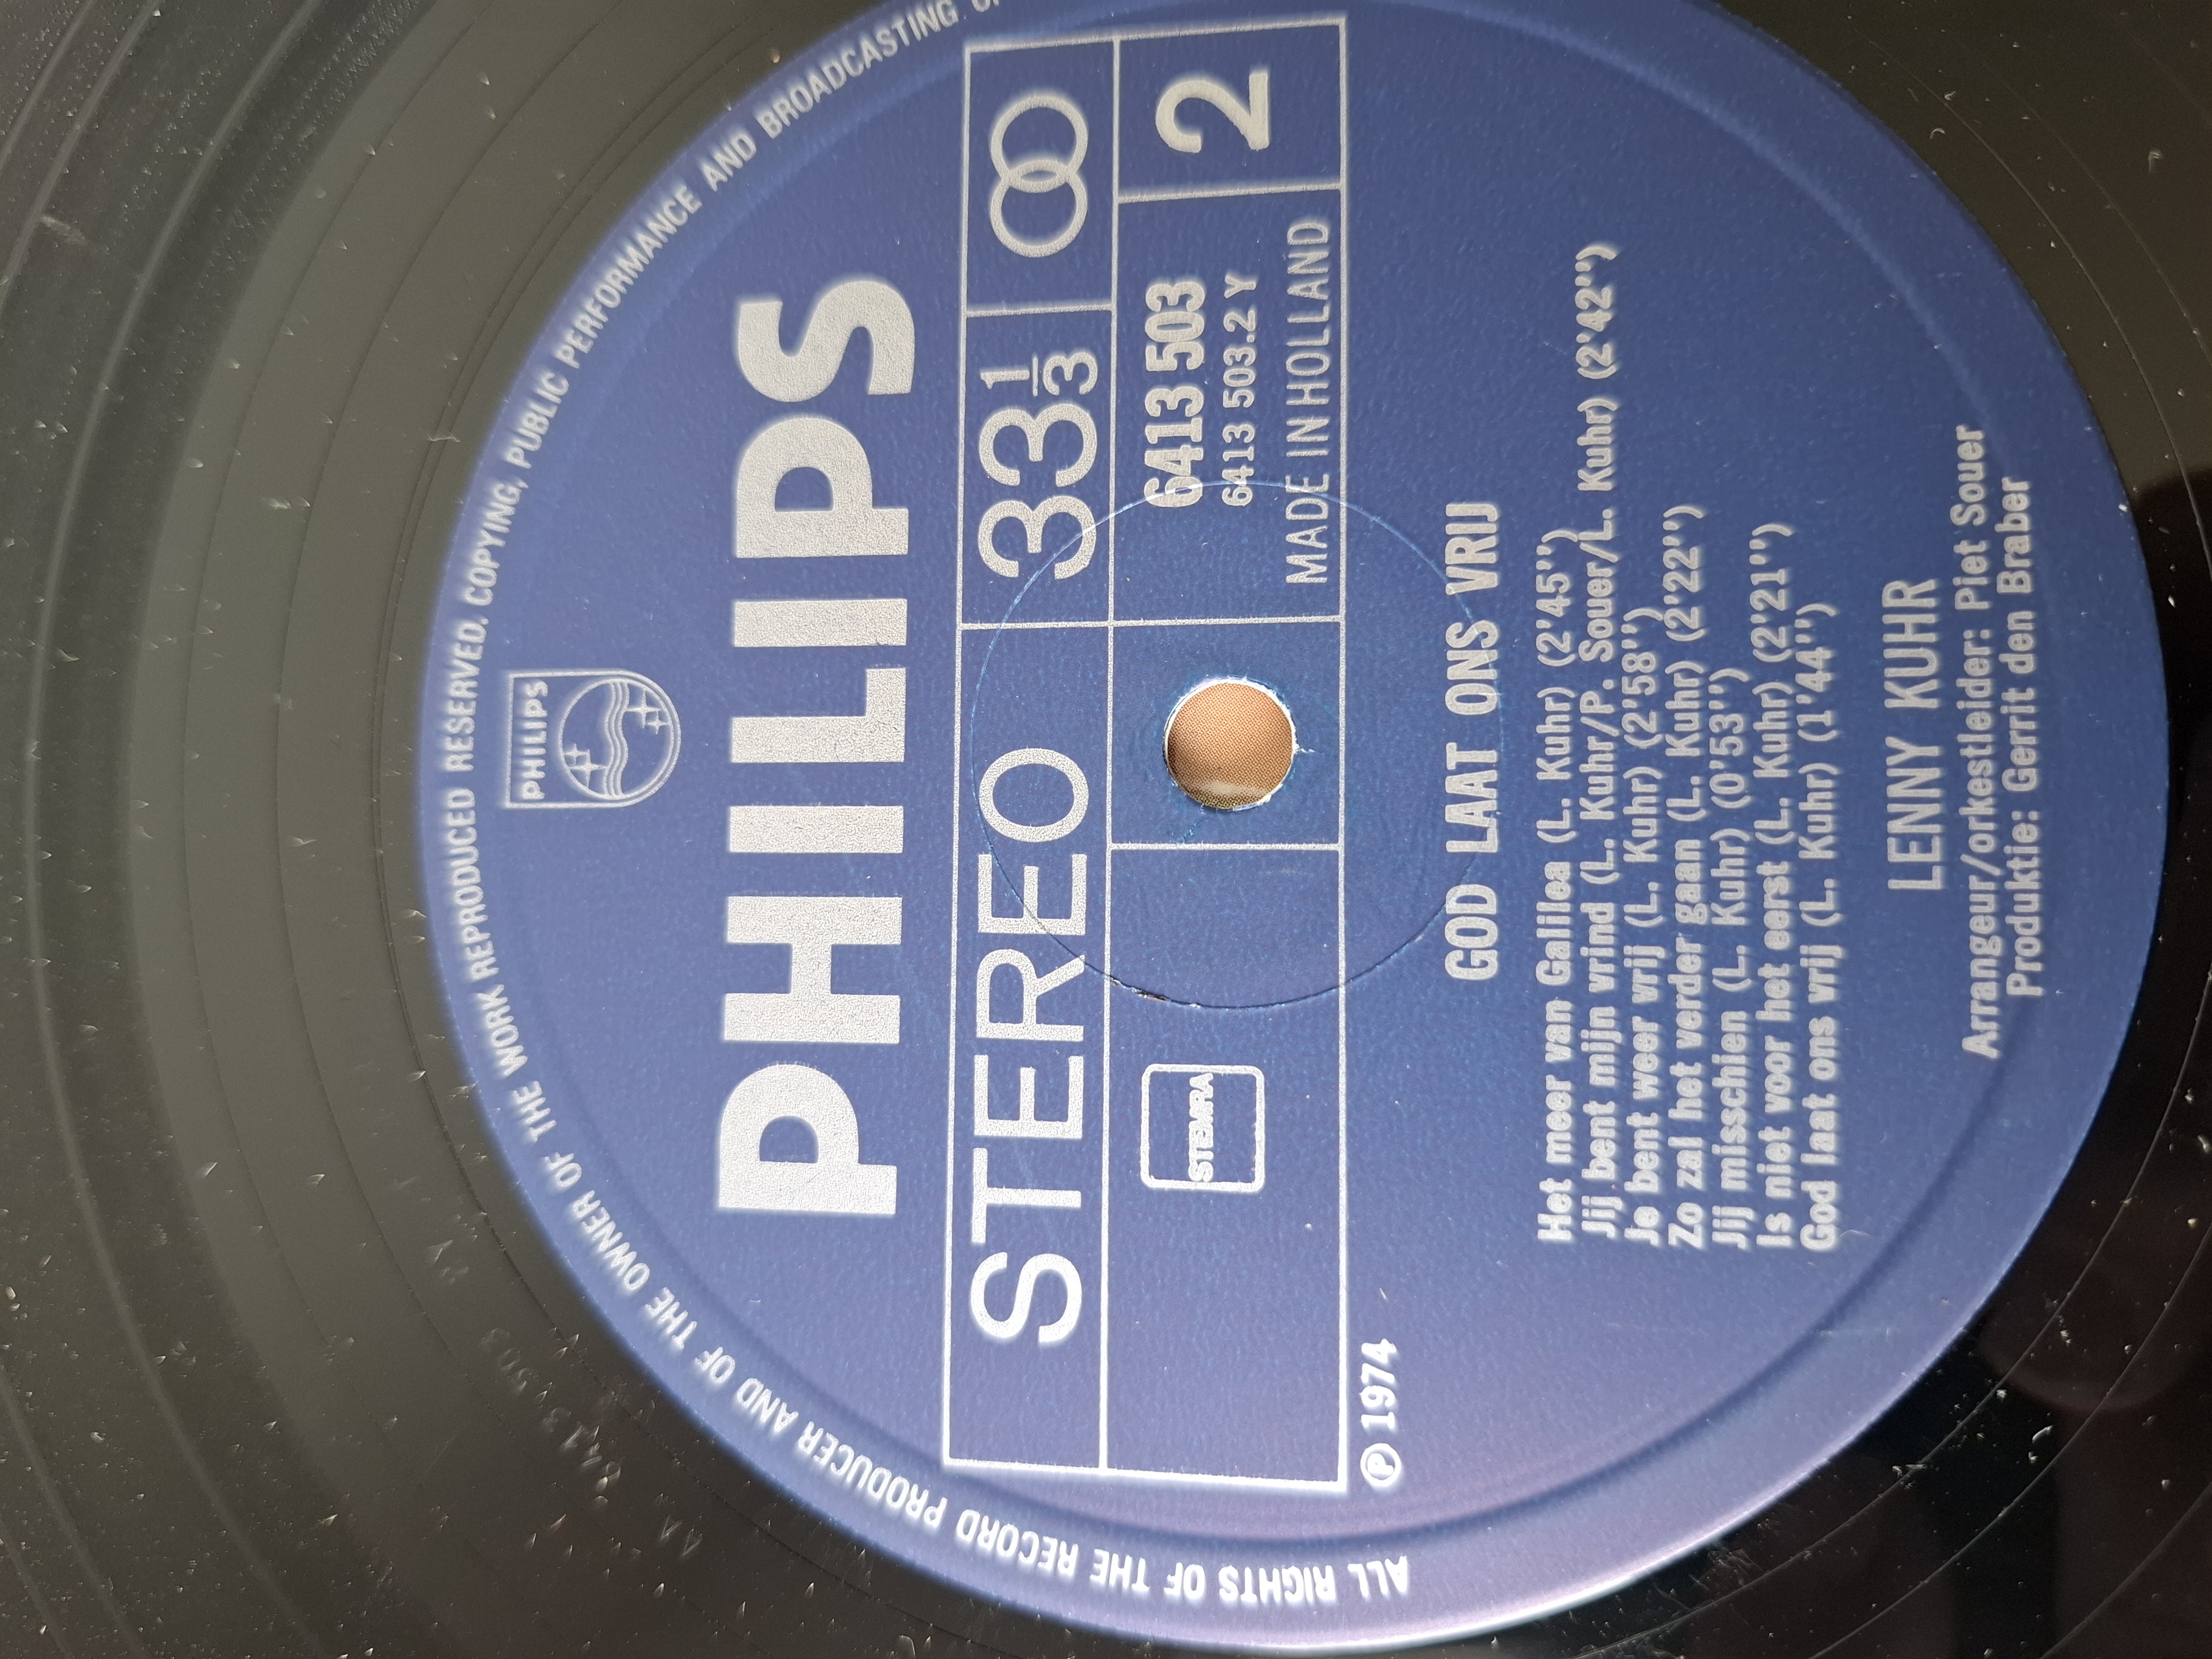 ALL RIGHTS OF THE RECORD PRODUCER AND OF THE OWNER OF THE WORK REPRODUCED RESERVED. COPYING, PUBLIC PERFORMANCE AND BROADCASTING
PHILIPS
PHILIPS
STEREO 33 1/3
STEMRA
6413 503
6413 503.2 Y
MADE IN HOLLAND
2
℗ 1974
GOD LAAT ONS VRIJ
Het meer van Galilea (L. Kuhr) (2'45'')
Jij bent mijn vrind (L. Kuhr/P. Souer/L. Kuhr) (2'42'')
Je bent weer vrij (L. Kuhr) (2'58'')
Zo zal het verder gaan (L. Kuhr) (2'22'')
Jij misschien (L. Kuhr) (0'53'')
Is niet voor het eerst (L. Kuhr) (2'21'')
God laat ons vrij (L. Kuhr) (1'44'')
LENNY KUHR
Arrangeur/orkestleider: Piet Souer
Produktie: Gerrit den Braber